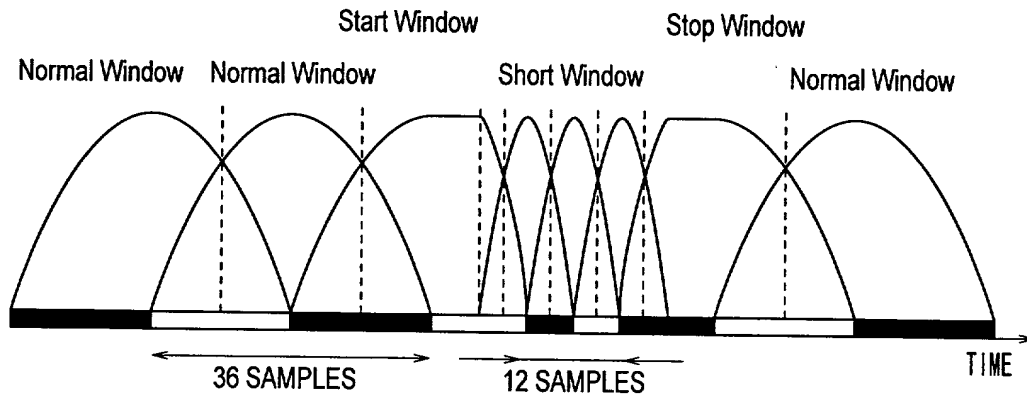 Start Window
Stop Window
Normal Window
Normal Window
Short Window
Normal Window
36 SAMPLES
12 SAMPLES
TIME